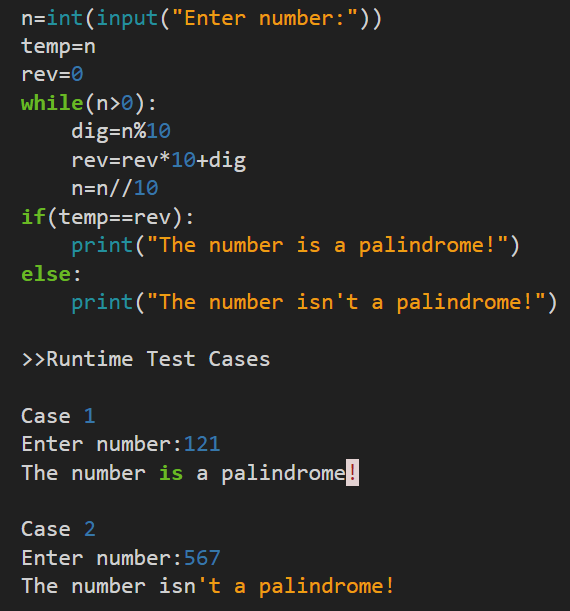 n=int(input("Enter number:"))
temp=n
rev=0
while(n>0):
    dig=n%10
    rev=rev*10+dig
    n=n//10
if(temp==rev):
    print("The number is a palindrome!")
else:
    print("The number isn't a palindrome!")

>>Runtime Test Cases

Case 1
Enter number:121
The number is a palindrome!

Case 2
Enter number:567
The number isn't a palindrome!